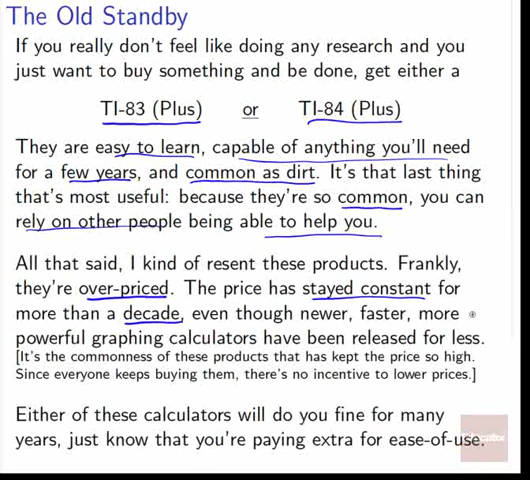 The Old Standby
If you really don't feel like doing any research and you
just want to buy something and be done, get either a
TI-83 (Plus) or TI-84 (Plus)
They are easy to learn, capable of anything you'll need
for a few years, and common as dirt. It's that last thing
that's most useful: because they're so common, you can
rely on other people being able to help you.
All that said, I kind of resent these products. Frankly,
they're over-priced. The price has stayed constant for
more than a decade, even though newer, faster, more
powerful graphing calculators have been released for less.
[It's the commonness of these products that has kept the price so high.
Since everyone keeps buying them, there's no incentive to lower prices.]
Either of these calculators will do you fine for many
years, just know that you're paying extra for ease-of-use.